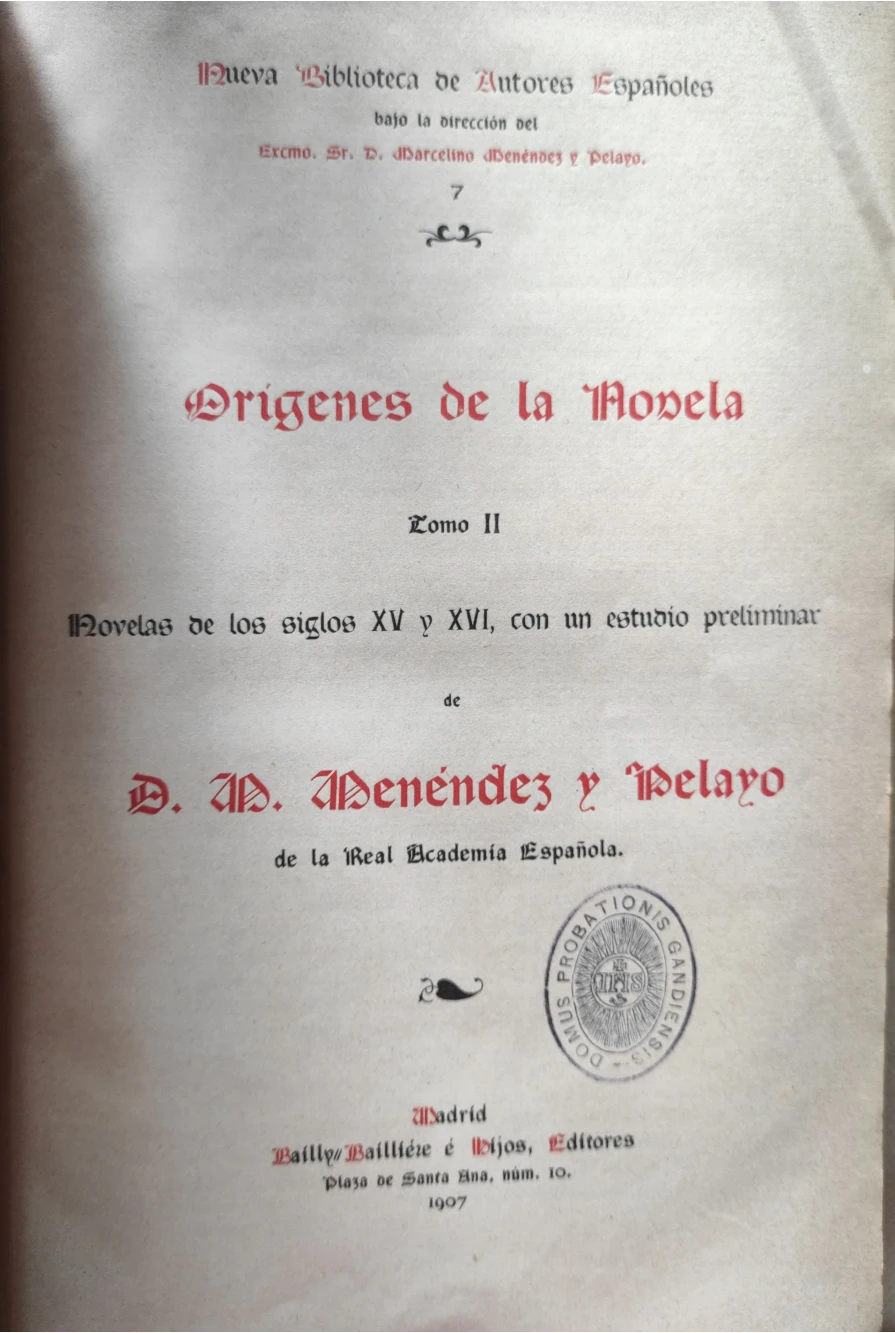 Nueva Biblioteca de Autores Españoles
bajo la dirección del
Excmo. Sr. D. Marcelino Menéndez y Pelayo.
7
Orígenes de la Novela
Tomo II
Novelas de los siglos XV y XVI, con un estudio preliminar
de
D. M. Menéndez y Pelayo
de la Real Academia Española.
DOMUS PROBATIONIS GANDIENSIS
IHS
Madrid
Bailly//Bailliére é Hijos, Editores
Plaza de Santa Ana, núm. 10.
1907